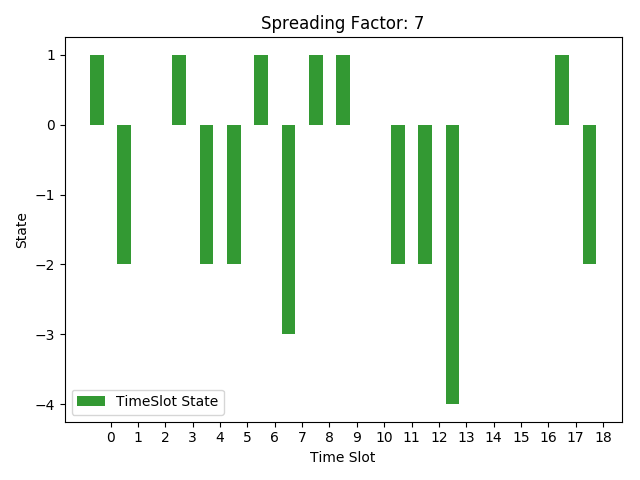 Spreading Factor: 7
1
0
−1
−2
−3
−4
State
TimeSlot State
0 1 2 3 4 5 6 7 8 9 10 11 12 13 14 15 16 17 18
Time Slot